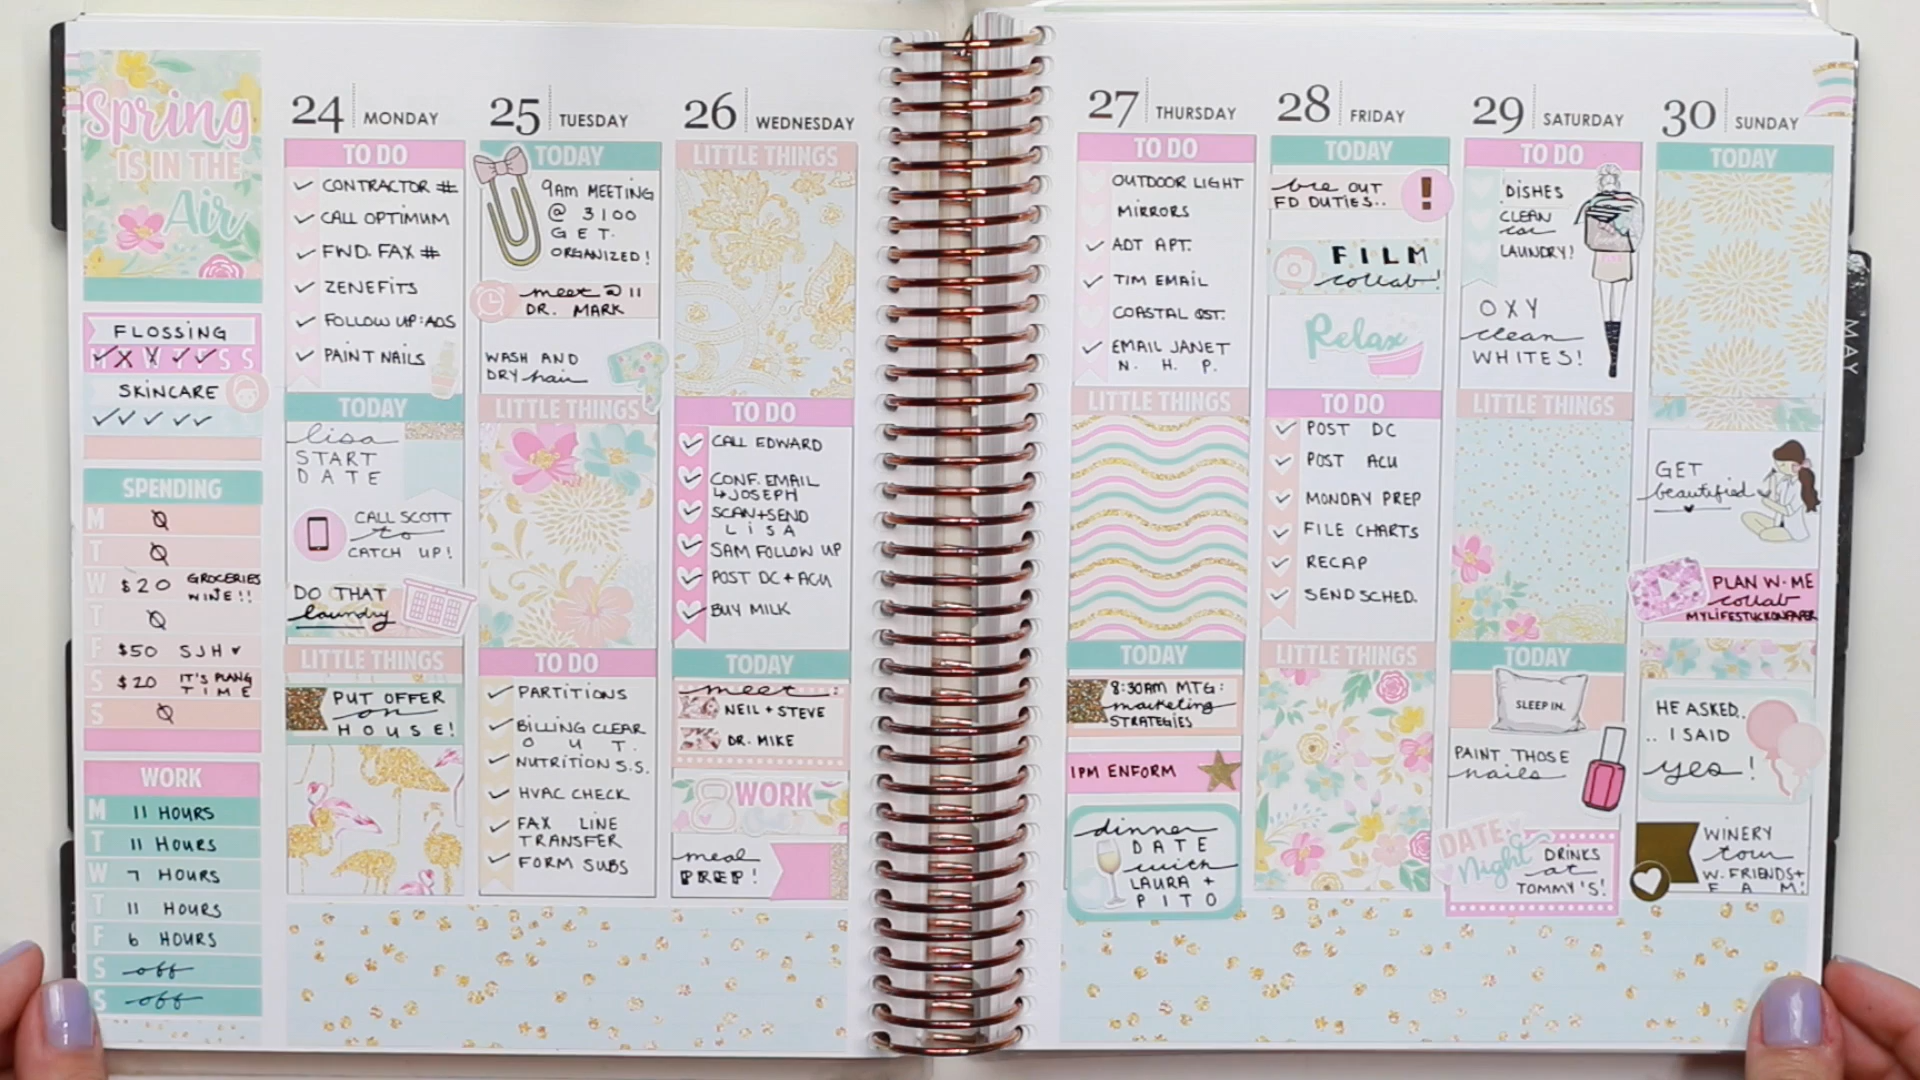 Spring
IS IN THE
Air
FLOSSING
M T W T F S S
SKINCARE
SPENDING
M Ø
T Ø
W $20 GROCERIES
WINE!!
T Ø
F $50 SJH ♥
S $20 IT'S PLANG
TIME
S Ø
WORK
M 11 HOURS
T 11 HOURS
W 7 HOURS
T 11 HOURS
F 6 HOURS
S off
S off
24 MONDAY
TO DO
✓ CONTRACTOR #
✓ CALL OPTIMUM
✓ FWD. FAX #
✓ ZENEFITS
✓ FOLLOW UP: ADS
✓ PAINT NAILS
TODAY
lisa
START
DATE
CALL SCOTT
to
CATCH UP!
DO THAT
laundry
LITTLE THINGS
PUT OFFER
on
HOUSE!
25 TUESDAY
TODAY
9AM MEETING
@ 3100
GET
ORGANIZED!
meet @ 11
DR. MARK
WASH AND
DRY hair
LITTLE THINGS
TO DO
✓ PARTITIONS
✓ BILLING CLEAR
OUT.
✓ NUTRITION S.S.
✓ HVAC CHECK
✓ FAX LINE
TRANSFER
✓ FORM SUBS
26 WEDNESDAY
LITTLE THINGS
TO DO
✓ CALL EDWARD
✓ CONF. EMAIL
↳ JOSEPH
✓ SCAN+SEND
LISA
✓ SAM FOLLOW UP
✓ POST DC + ACU
✓ BUY MILK
TODAY
meet:
NEIL + STEVE
DR. MIKE
WORK
meal
PREP!
27 THURSDAY
TO DO
OUTDOOR LIGHT
MIRRORS
✓ ADT APT.
✓ TIM EMAIL
COASTAL QST.
✓ EMAIL JANET
N. H. P.
LITTLE THINGS
TODAY
8:30AM MTG:
marketing
STRATEGIES
1PM ENFORM
dinner
DATE
with
LAURA +
PITO
28 FRIDAY
TODAY
bre OUT
FD DUTIES..
!
FILM
collab!
Relax
TO DO
✓ POST DC
✓ POST ACU
✓ MONDAY PREP
✓ FILE CHARTS
✓ RECAP
✓ SEND SCHED.
LITTLE THINGS
29 SATURDAY
TO DO
DISHES
CLEAN
car
LAUNDRY!
OXY
clean
WHITES!
LITTLE THINGS
TODAY
SLEEP IN.
PAINT THOSE
nails
DATE
Night
DRINKS
at
TOMMY'S!
30 SUNDAY
TODAY
GET
beautified
PLAN W. ME
collab
MYLIFESTUCKONPAPER
HE ASKED..
.. I SAID
yes!
WINERY
tour
W. FRIENDS+
FAM!
MAY